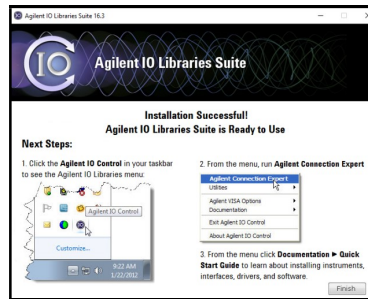 Agilent IO Libraries Suite 16.3
IO
Agilent IO Libraries Suite
Installation Successful!
Agilent IO Libraries Suite is Ready to Use
Next Steps:
1. Click the Agilent IO Control in your taskbar
to see the Agilent IO Libraries menu:
Agilent IO Control
Customize...
9:22 AM
1/22/2012
2. From the menu, run Agilent Connection Expert
Agilent Connection Expert
Utilities
Agilent VISA Options
Documentation
Exit Agilent IO Control
About Agilent IO Control
3. From the menu click Documentation ► Quick
Start Guide to learn about installing instruments,
interfaces, drivers, and software.
Finish